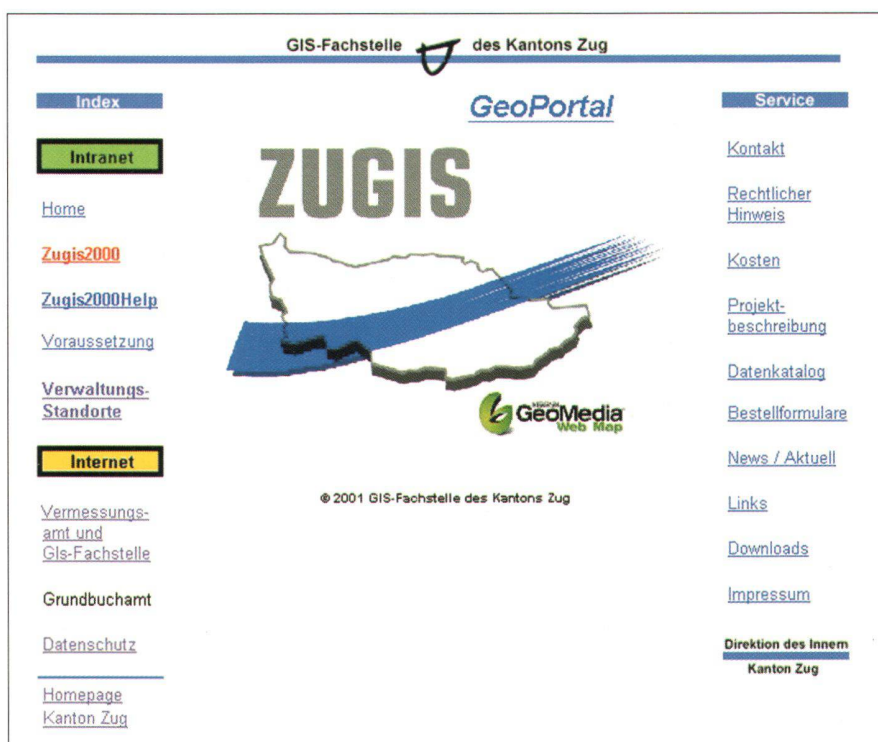 GIS-Fachstelle des Kantons Zug
Index
Intranet
Home
Zugis2000
Zugis2000Help
Voraussetzung
Verwaltungs-
Standorte
Internet
Vermessungs-
amt und
GIs-Fachstelle
Grundbuchamt
Datenschutz
Homepage
Kanton Zug
GeoPortal
ZUGIS
GeoMedia
Web Map
© 2001 GIS-Fachstelle des Kantons Zug
Service
Kontakt
Rechtlicher
Hinweis
Kosten
Projekt-
beschreibung
Datenkatalog
Bestellformulare
News / Aktuell
Links
Downloads
Impressum
Direktion des Innern
Kanton Zug